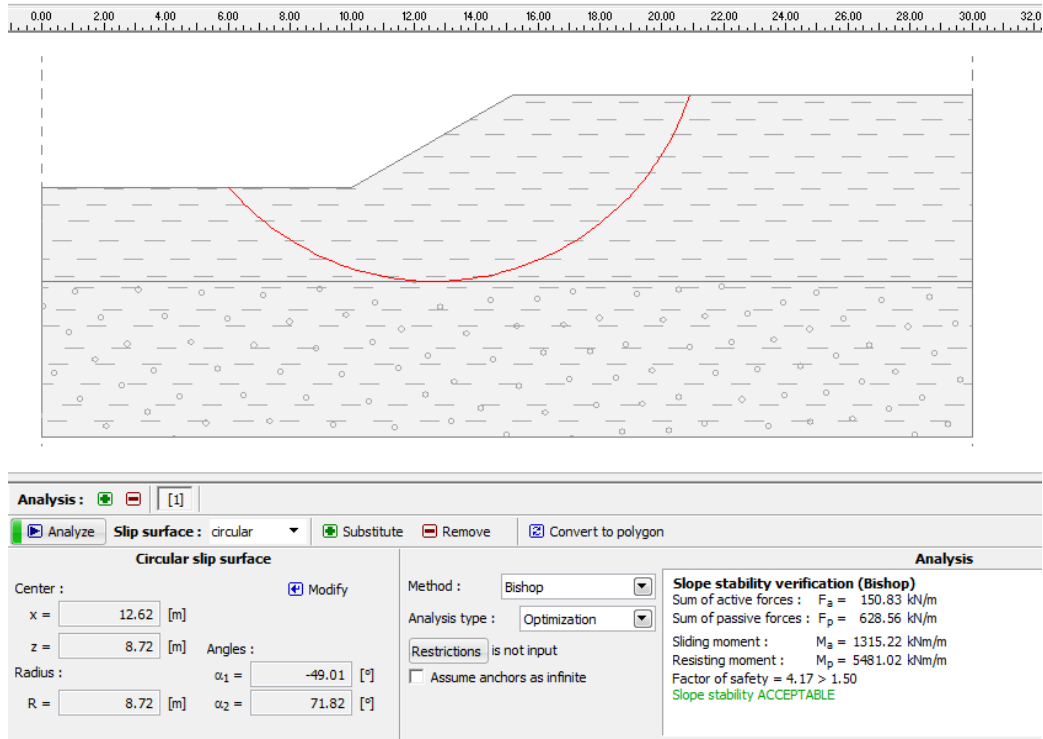 0.00 2.00 4.00 6.00 8.00 10.00 12.00 14.00 16.00 18.00 20.00 22.00 24.00 26.00 28.00 30.00 32.0
Analysis : [1]
Analyze Slip surface : circular Substitute Remove Convert to polygon
Circular slip surface
Center :
Modify
x = 12.62 [m]
z = 8.72 [m] Angles :
Radius : α1 = -49.01 [°]
R = 8.72 [m] α2 = 71.82 [°]
Method : Bishop
Analysis type : Optimization
Restrictions is not input
Assume anchors as infinite
Analysis
Slope stability verification (Bishop)
Sum of active forces : Fa = 150.83 kN/m
Sum of passive forces : Fp = 628.56 kN/m
Sliding moment : Ma = 1315.22 kNm/m
Resisting moment : Mp = 5481.02 kNm/m
Factor of safety = 4.17 > 1.50
Slope stability ACCEPTABLE